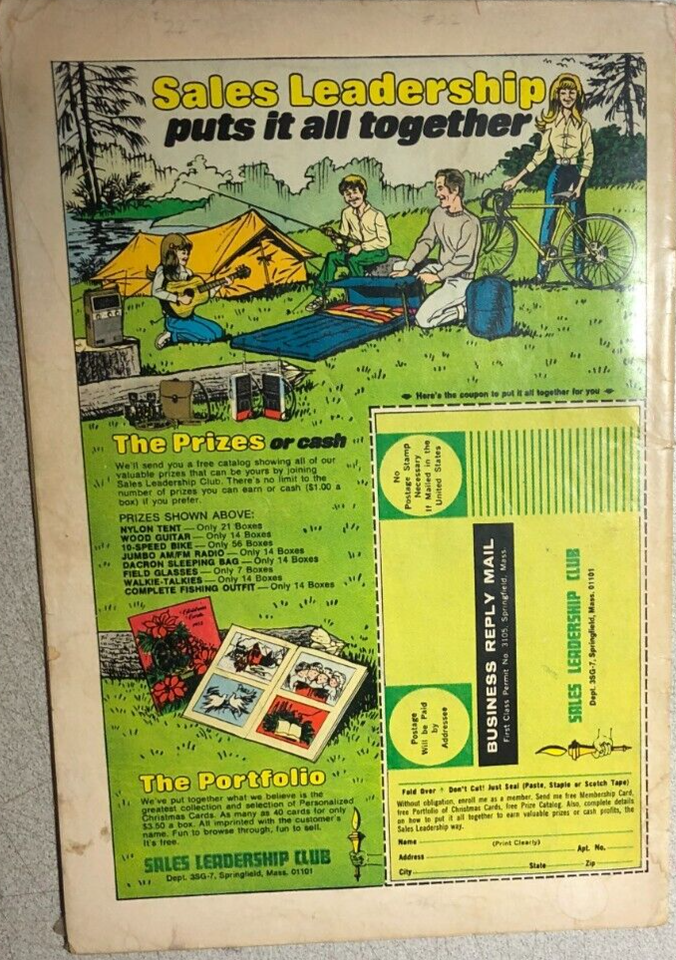 Sales Leadership
puts it all together
Here's the coupon to put it all together for you
The Prizes or cash
We'll send you a free catalog showing all of our
valuable prizes that can be yours by joining
Sales Leadership Club. There's no limit to the
number of prizes you can earn or cash ($1.00 a
box) if you prefer.
PRIZES SHOWN ABOVE:
NYLON TENT — Only 21 Boxes
WOOD GUITAR — Only 14 Boxes
10-SPEED BIKE — Only 56 Boxes
JUMBO AM/FM RADIO — Only 14 Boxes
DACRON SLEEPING BAG — Only 14 Boxes
FIELD GLASSES — Only 7 Boxes
WALKIE-TALKIES — Only 14 Boxes
COMPLETE FISHING OUTFIT — Only 14 Boxes
Christmas
Cards
The Portfolio
We've put together what we believe is the
greatest collection and selection of Personalized
Christmas Cards. As many as 40 cards for only
$3.50 a box. All imprinted with the customer's
name. Fun to browse through, fun to sell.
It's free.
SALES LEADERSHIP CLUB
Dept. 3SG-7, Springfield, Mass. 01101
No
Postage Stamp
Necessary
If Mailed in the
United States
BUSINESS REPLY MAIL
First Class Permit No. 3105, Springfield, Mass.
SALES LEADERSHIP CLUB
Dept. 3SG-7, Springfield, Mass. 01101
Postage
Will be Paid
by
Addressee
Fold Over • Don't Cut! Just Seal (Paste, Staple or Scotch Tape)
Without obligation, enroll me as a member. Send me free Membership Card,
free Portfolio of Christmas Cards, free Prize Catalog. Also, complete details
on how to put it all together to earn valuable prizes or cash profits, the
Sales Leadership way.
Name (Print Clearly)
Address Apt. No.
City State Zip